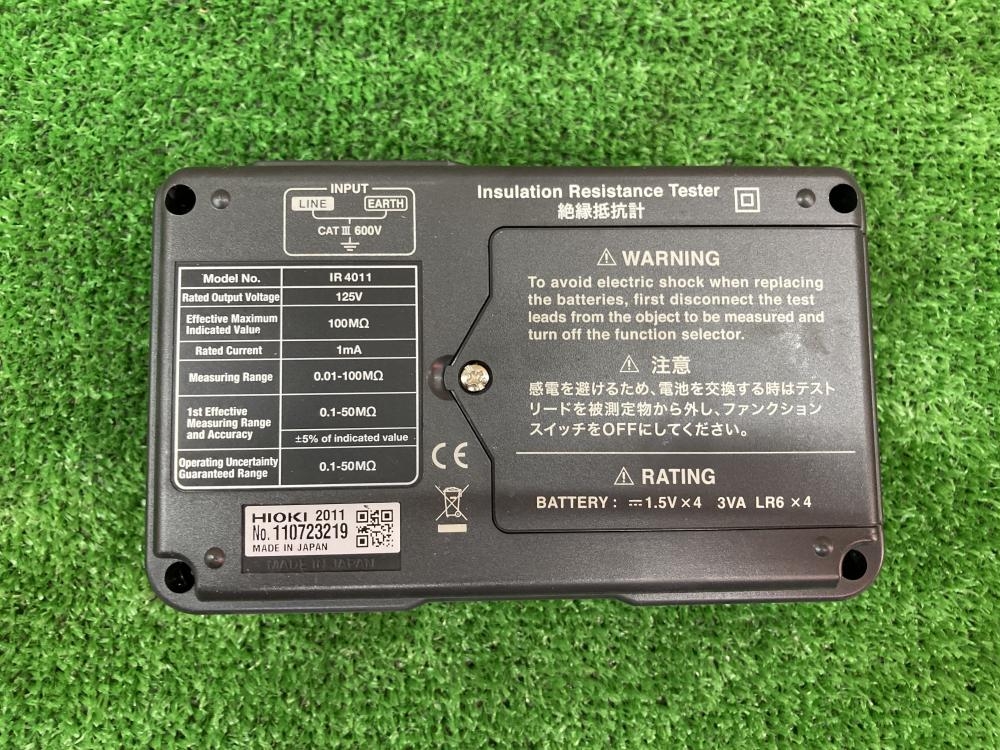 INPUT
LINE EARTH
CAT III 600V
Insulation Resistance Tester
絶縁抵抗計
Model No. IR4011
Rated Output Voltage 125V
Effective Maximum
Indicated Value
100MΩ
Rated Current 1mA
Measuring Range 0.01-100MΩ
1st Effective
Measuring Range
and Accuracy
0.1-50MΩ
±5% of indicated value
Operating Uncertainty
Guaranteed Range
0.1-50MΩ
HIOKI 2011
No. 110723219
MADE IN JAPAN
MADE IN JAPAN
CE
⚠ WARNING
To avoid electric shock when replacing
the batteries, first disconnect the test
leads from the object to be measured and
turn off the function selector.
⚠ 注意
感電を避けるため、電池を交換する時はテスト
リードを被測定物から外し、ファンクション
スイッチをOFFにしてください。
⚠ RATING
BATTERY : ⎓ 1.5V×4 3VA LR6 ×4